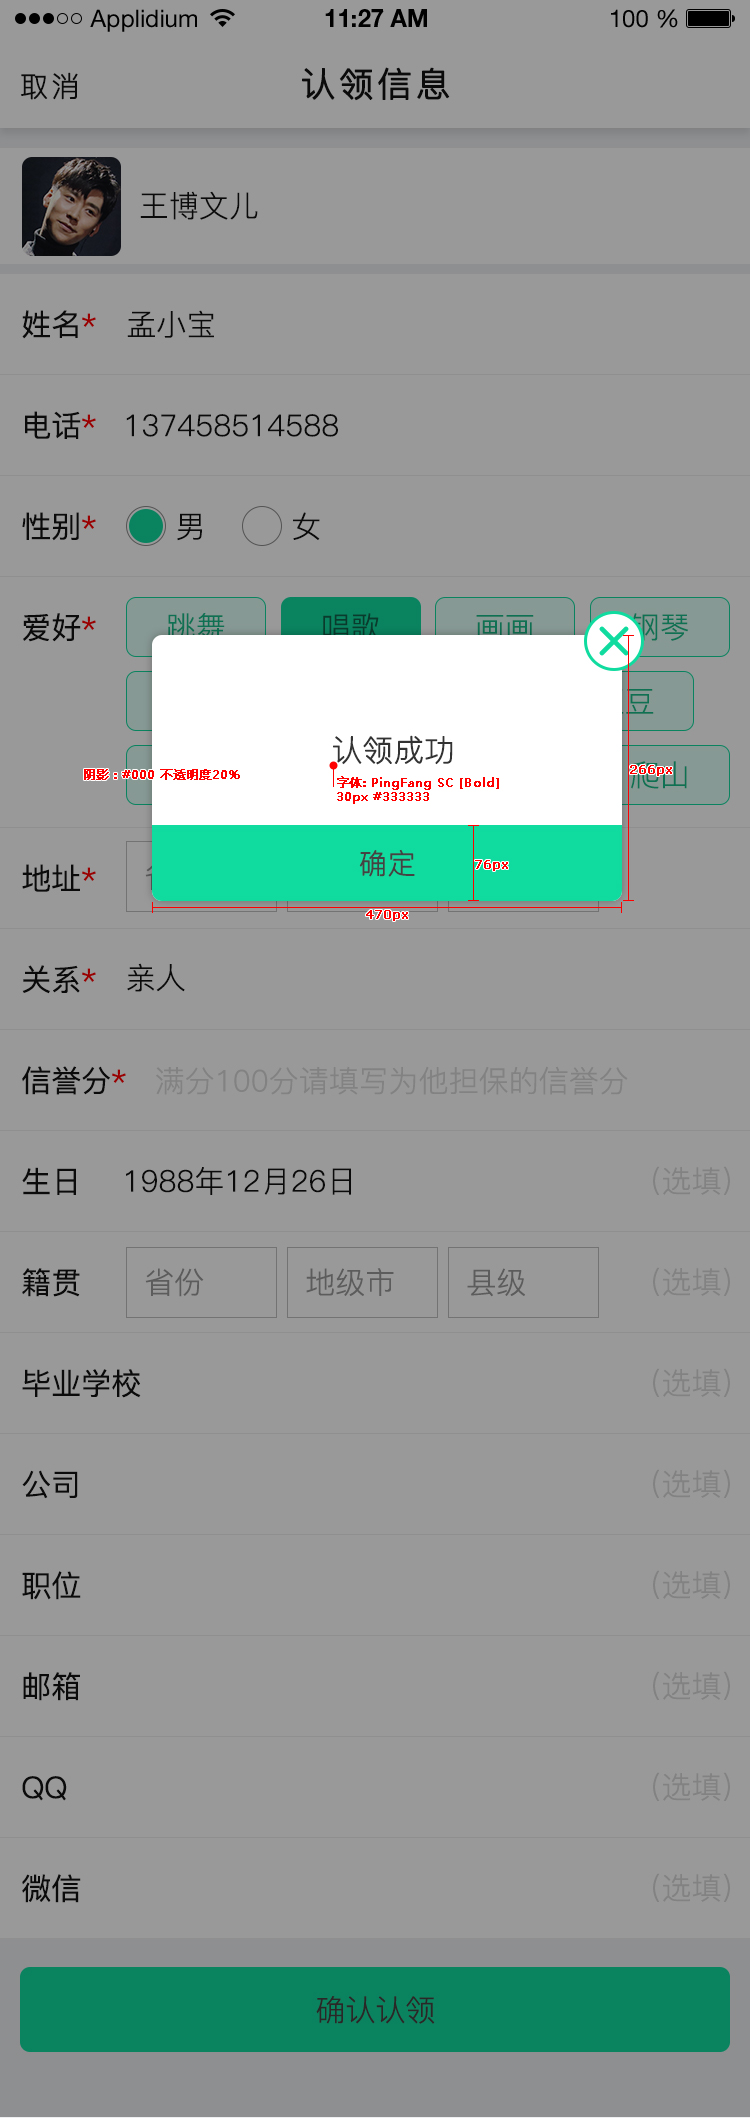 Applidium 11:27 AM 100 %
取消 认领信息
王博文儿
姓名* 孟小宝
电话* 137458514588
性别* 男 女
爱好* 跳舞 唱歌 画画 钢琴
豆
认领成功
阴影：#000 不透明度20%
字体: PingFang SC [Bold]
30px #333333
266px
爬山
确定
76px
地址*
470px
关系* 亲人
信誉分* 满分100分请填写为他担保的信誉分
生日 1988年12月26日 (选填)
籍贯 省份 地级市 县级 (选填)
毕业学校 (选填)
公司 (选填)
职位 (选填)
邮箱 (选填)
QQ (选填)
微信 (选填)
确认认领